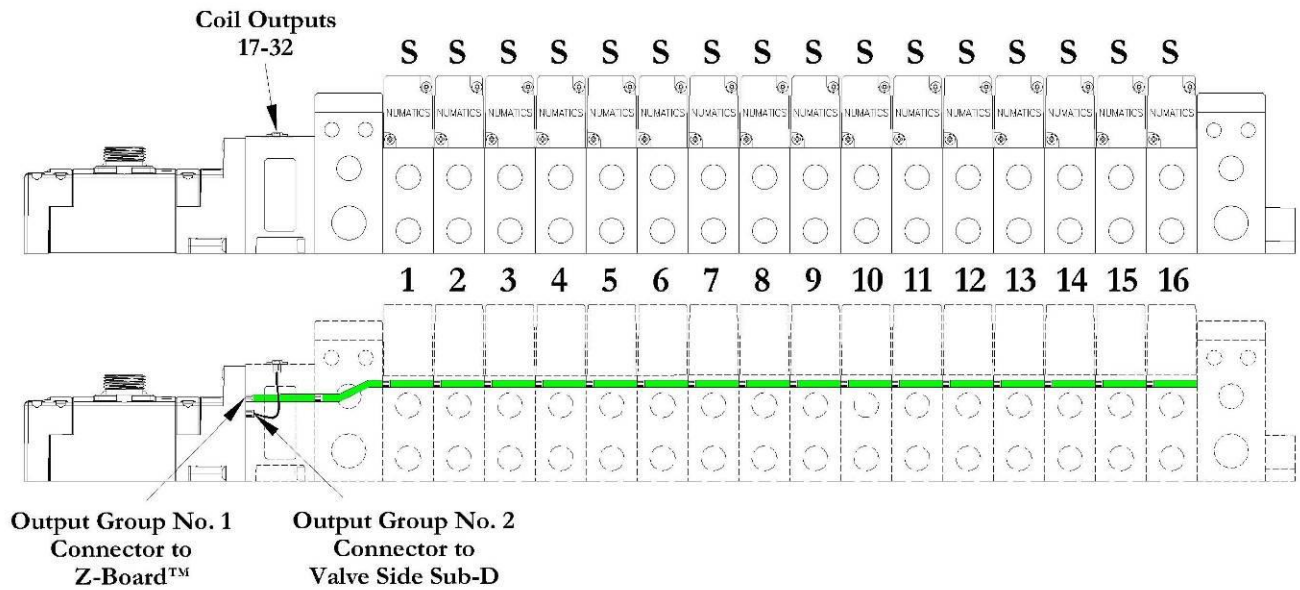 Coil Outputs
17-32
S S S S S S S S S S S S S S S S
NUMATICS NUMATICS NUMATICS NUMATICS NUMATICS NUMATICS NUMATICS NUMATICS NUMATICS NUMATICS NUMATICS NUMATICS NUMATICS NUMATICS NUMATICS NUMATICS
1 2 3 4 5 6 7 8 9 10 11 12 13 14 15 16
Output Group No. 1
Connector to
Z-Board™
Output Group No. 2
Connector to
Valve Side Sub-D